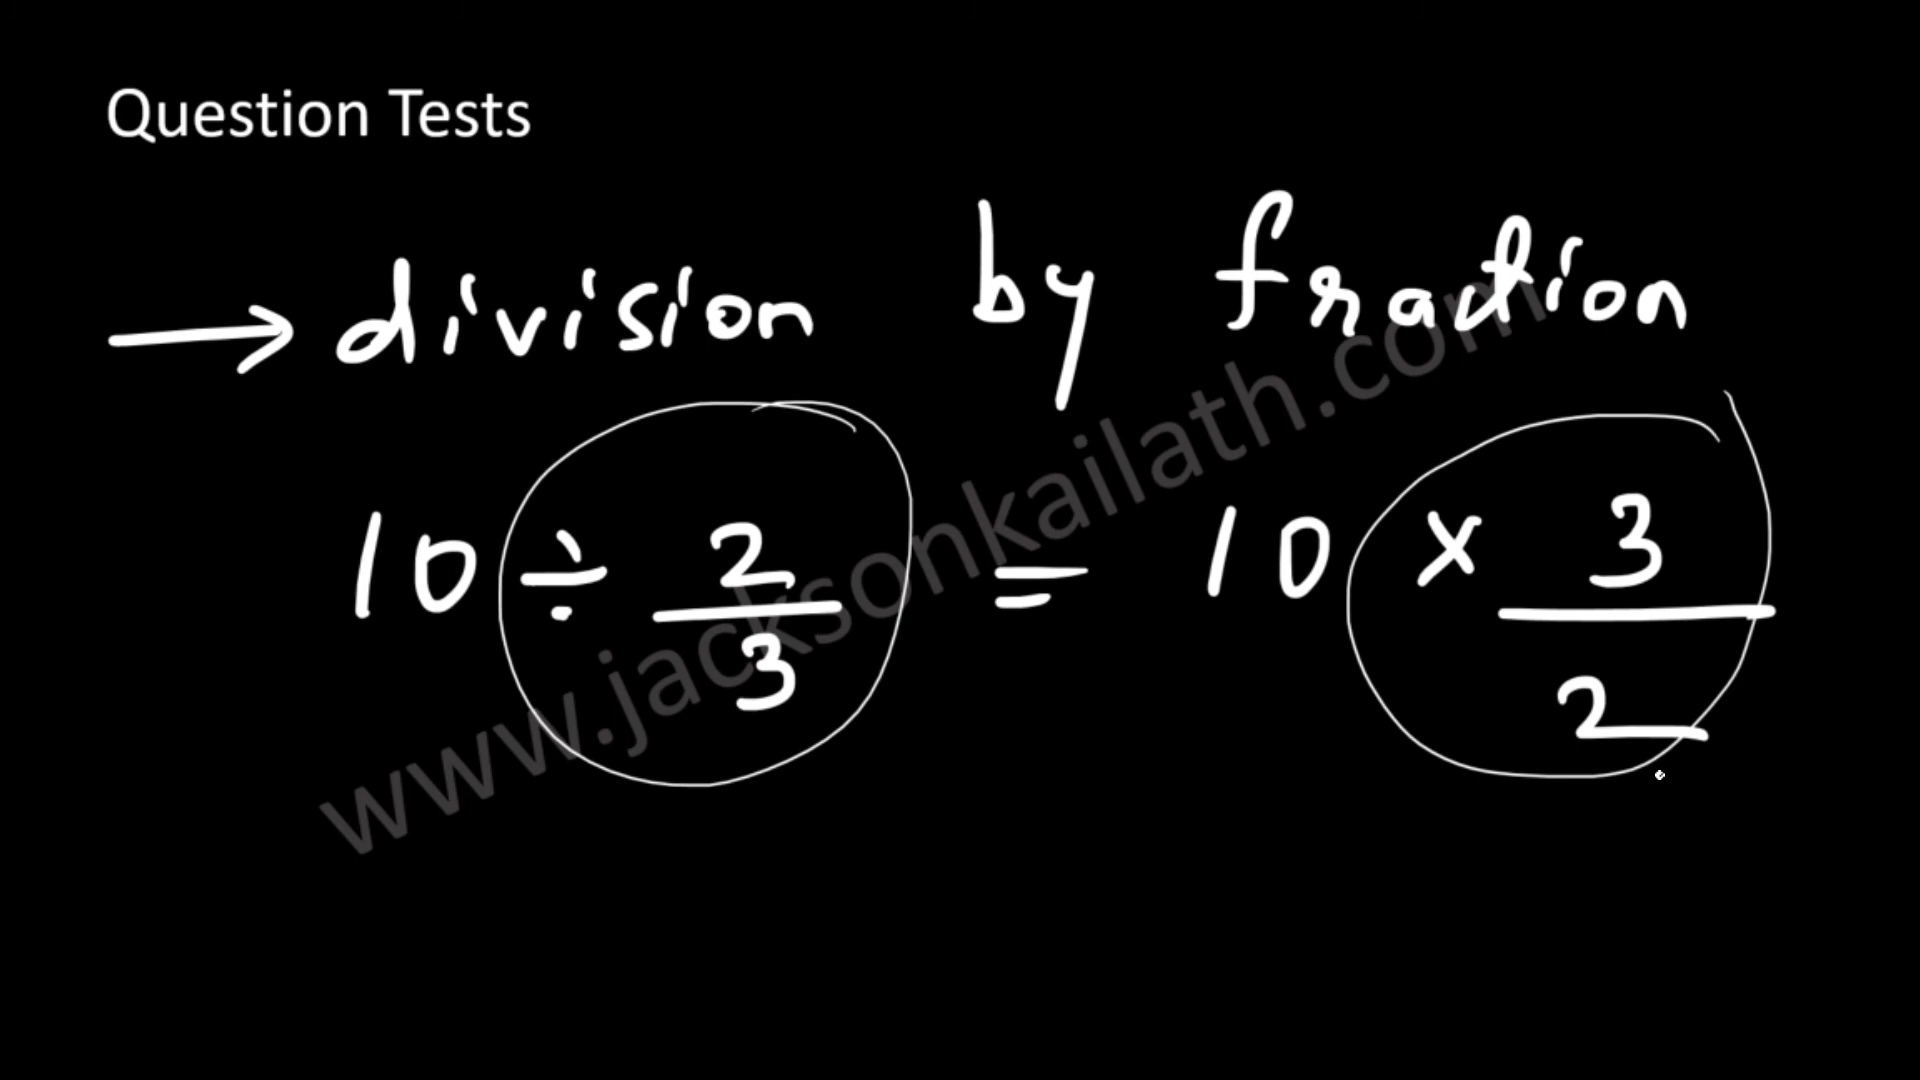 Question Tests
→ division by fraction
10 ÷ 2/3 = 10 × 3/2
www.jacksonkailath.com